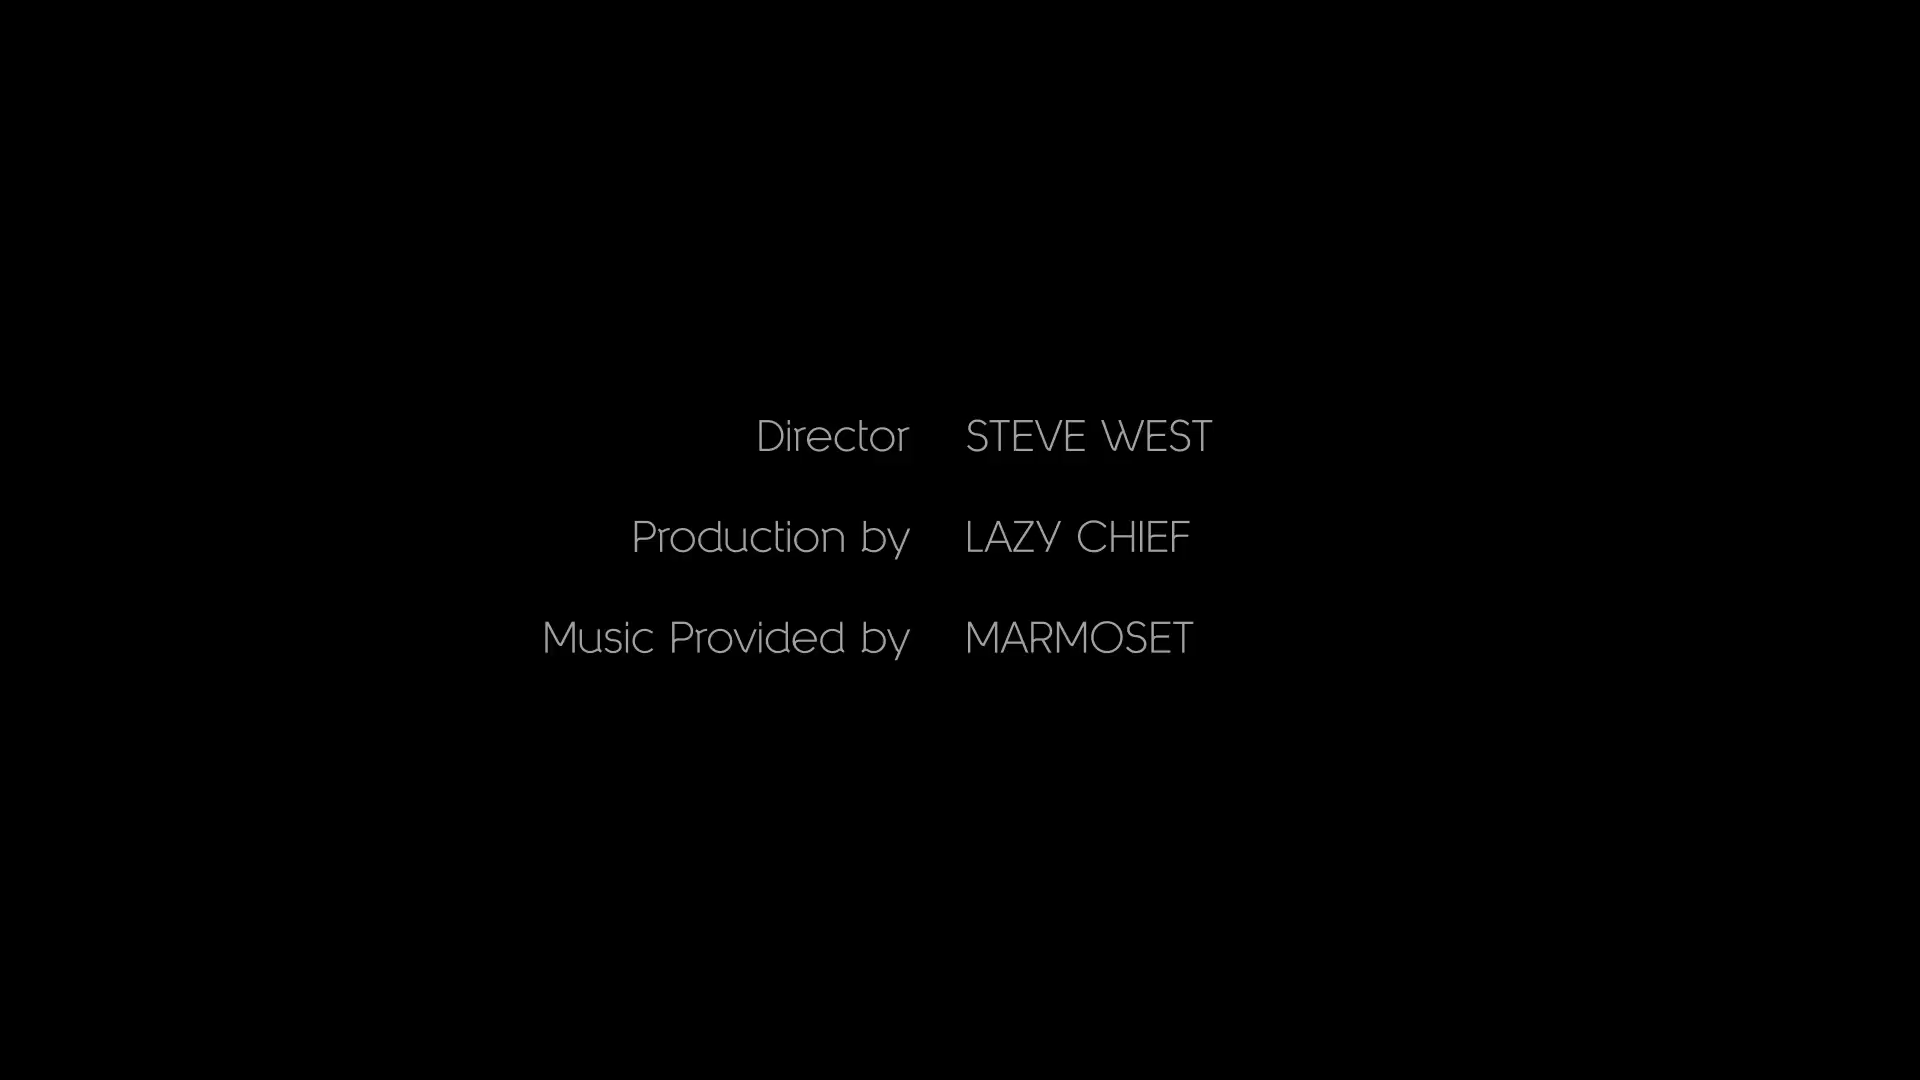 Director STEVE WEST
Production by LAZY CHIEF
Music Provided by MARMOSET